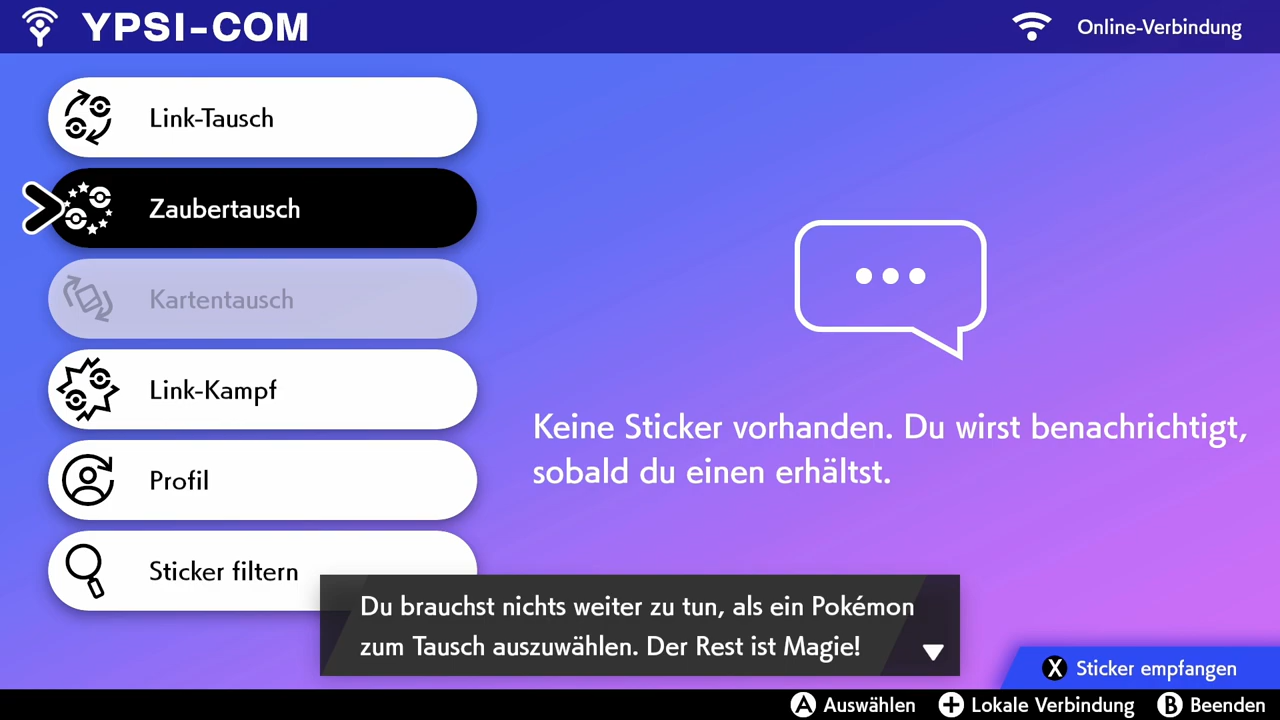 YPSI-COM
Online-Verbindung
Link-Tausch
Zaubertausch
Kartentausch
Link-Kampf
Profil
Sticker filtern
Keine Sticker vorhanden. Du wirst benachrichtigt,
sobald du einen erhältst.
Du brauchst nichts weiter zu tun, als ein Pokémon
zum Tausch auszuwählen. Der Rest ist Magie!
X Sticker empfangen
A Auswählen + Lokale Verbindung B Beenden